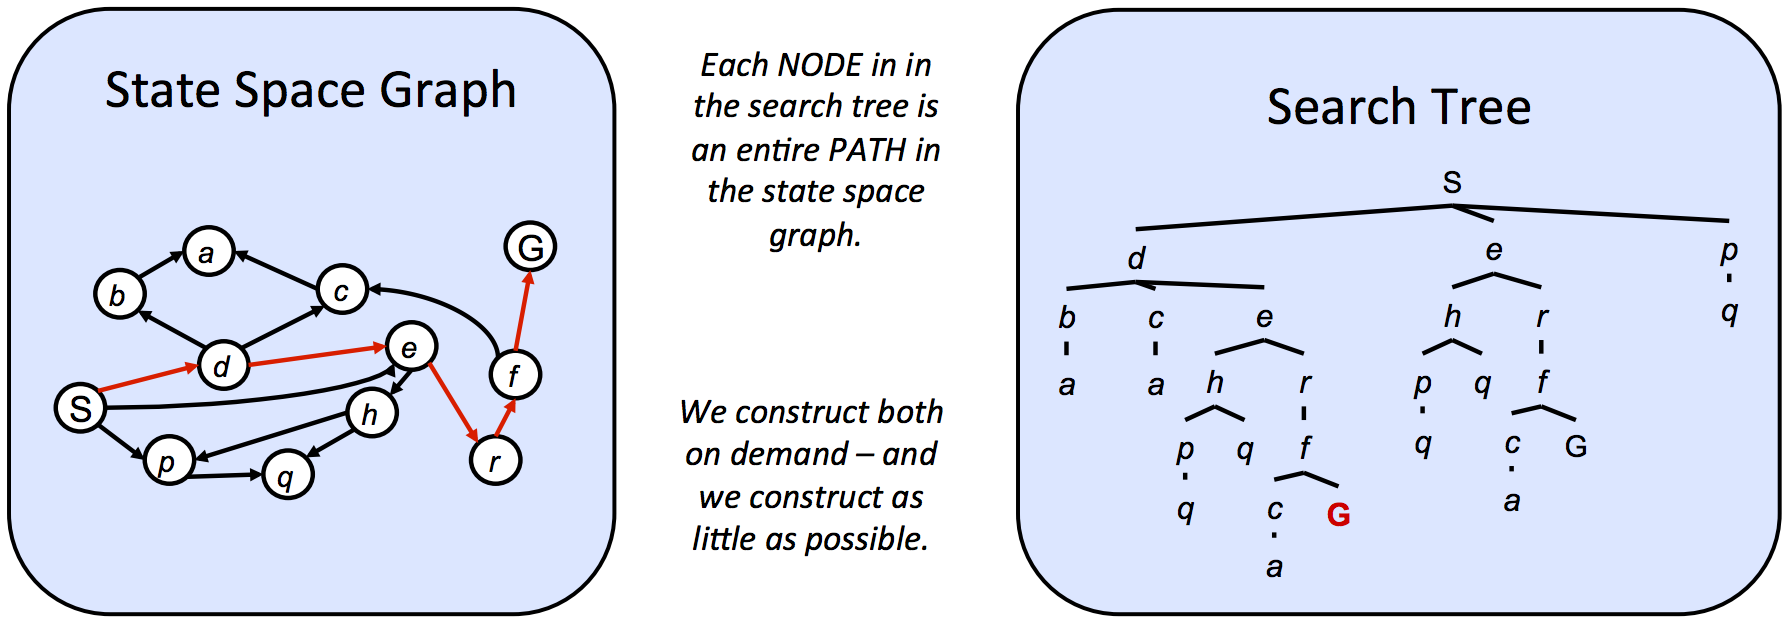 State Space Graph
a
G
b
c
d
e
f
S
h
p
q
r
Each NODE in in
the search tree is
an entire PATH in
the state space
graph.
We construct both
on demand – and
we construct as
little as possible.
Search Tree
S
d e p
b c e h r q
a a h r p q f
p q f q c G
q c G a
a